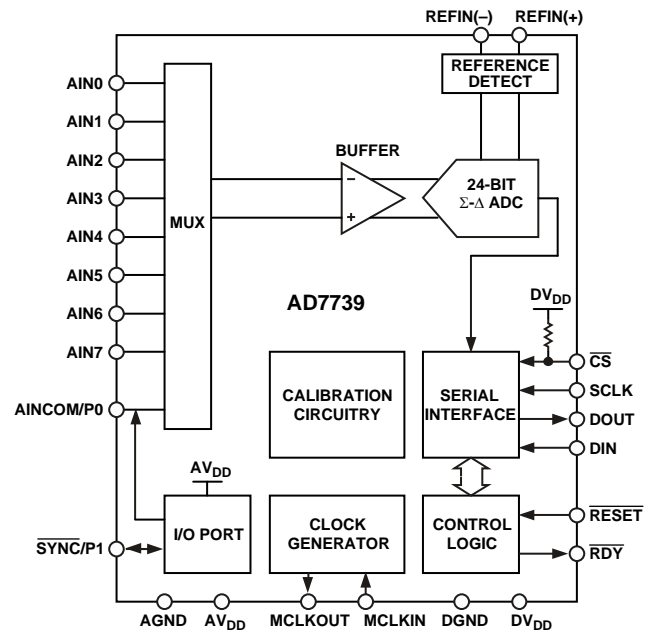 REFIN(–) REFIN(+)
REFERENCE
DETECT
AIN0
AIN1
AIN2
AIN3
AIN4
AIN5
AIN6
AIN7
AINCOM/P0
SYNC/P1
MUX
BUFFER
–
+
24-BIT
Σ-Δ ADC
AD7739
DVDD
CS
SCLK
DOUT
DIN
RESET
RDY
CALIBRATION
CIRCUITRY
SERIAL
INTERFACE
AVDD
I/O PORT
CLOCK
GENERATOR
CONTROL
LOGIC
AGND AVDD MCLKOUT MCLKIN DGND DVDD